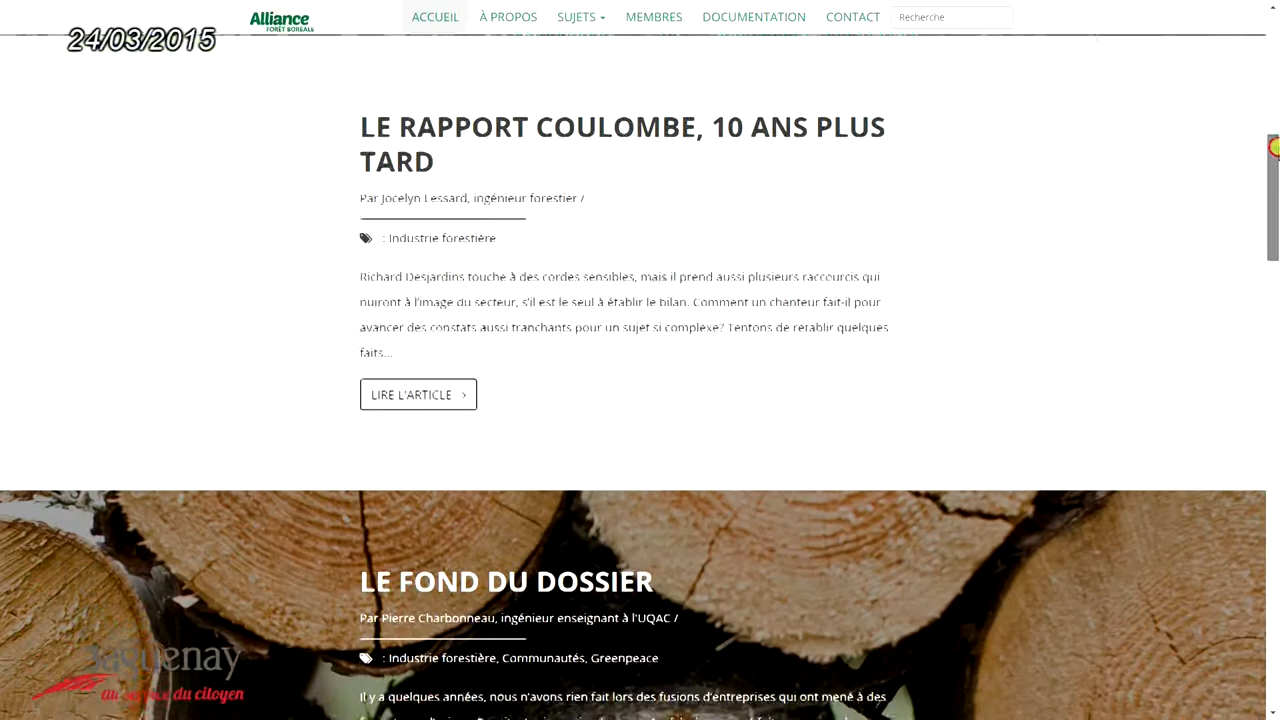 Alliance
FORÊT BORÉALE
ACCUEIL
À PROPOS
SUJETS
MEMBRES
DOCUMENTATION
CONTACT
Recherche
24/03/2015
LE RAPPORT COULOMBE, 10 ANS PLUS
TARD
Par Jocelyn Lessard, ingénieur forestier /
: Industrie forestière
Richard Desjardins touche à des cordes sensibles, mais il prend aussi plusieurs raccourcis qui
nuiront à l'image du secteur, s'il est le seul à établir le bilan. Comment un chanteur fait-il pour
avancer des constats aussi tranchants pour un sujet si complexe? Tentons de rétablir quelques
faits...
LIRE L'ARTICLE >
LE FOND DU DOSSIER
Par Pierre Charbonneau, ingénieur enseignant à l'UQAC /
: Industrie forestière, Communautés, Greenpeace
Il y a quelques années, nous n'avons rien fait lors des fusions d'entreprises qui ont mené à des
Saguenay
au service du citoyen